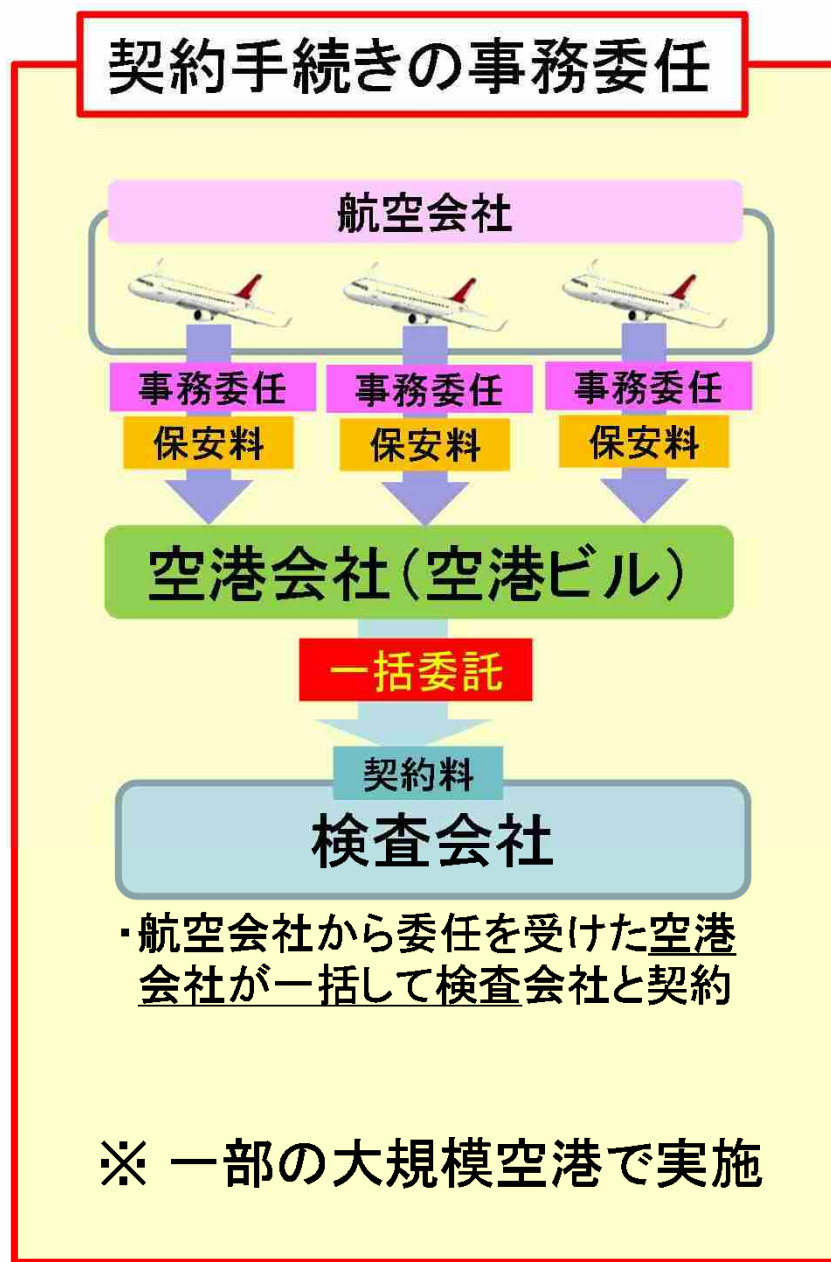 契約手続きの事務委任
航空会社
事務委任 事務委任 事務委任
保安料 保安料 保安料
空港会社(空港ビル)
一括委託
契約料
検査会社
・航空会社から委任を受けた空港
会社が一括して検査会社と契約
※ 一部の大規模空港で実施